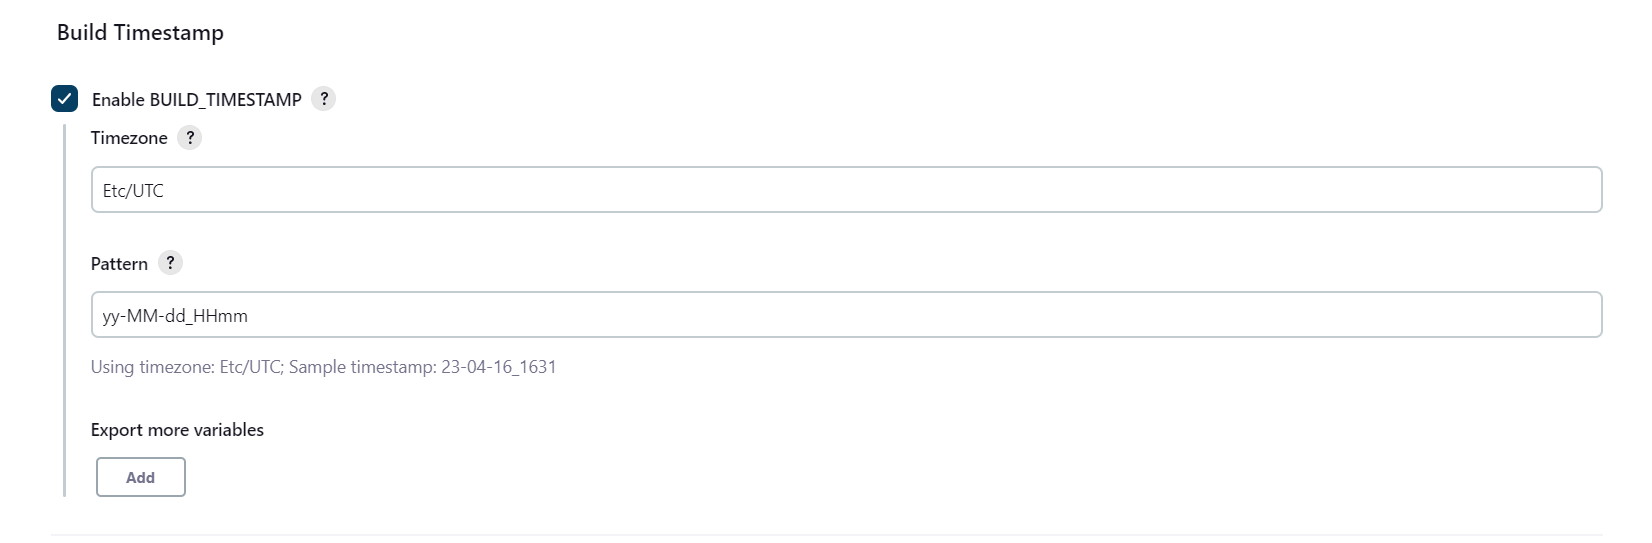 Build Timestamp
Enable BUILD_TIMESTAMP ?
Timezone ?
Etc/UTC
Pattern ?
yy-MM-dd_HHmm
Using timezone: Etc/UTC; Sample timestamp: 23-04-16_1631
Export more variables
Add